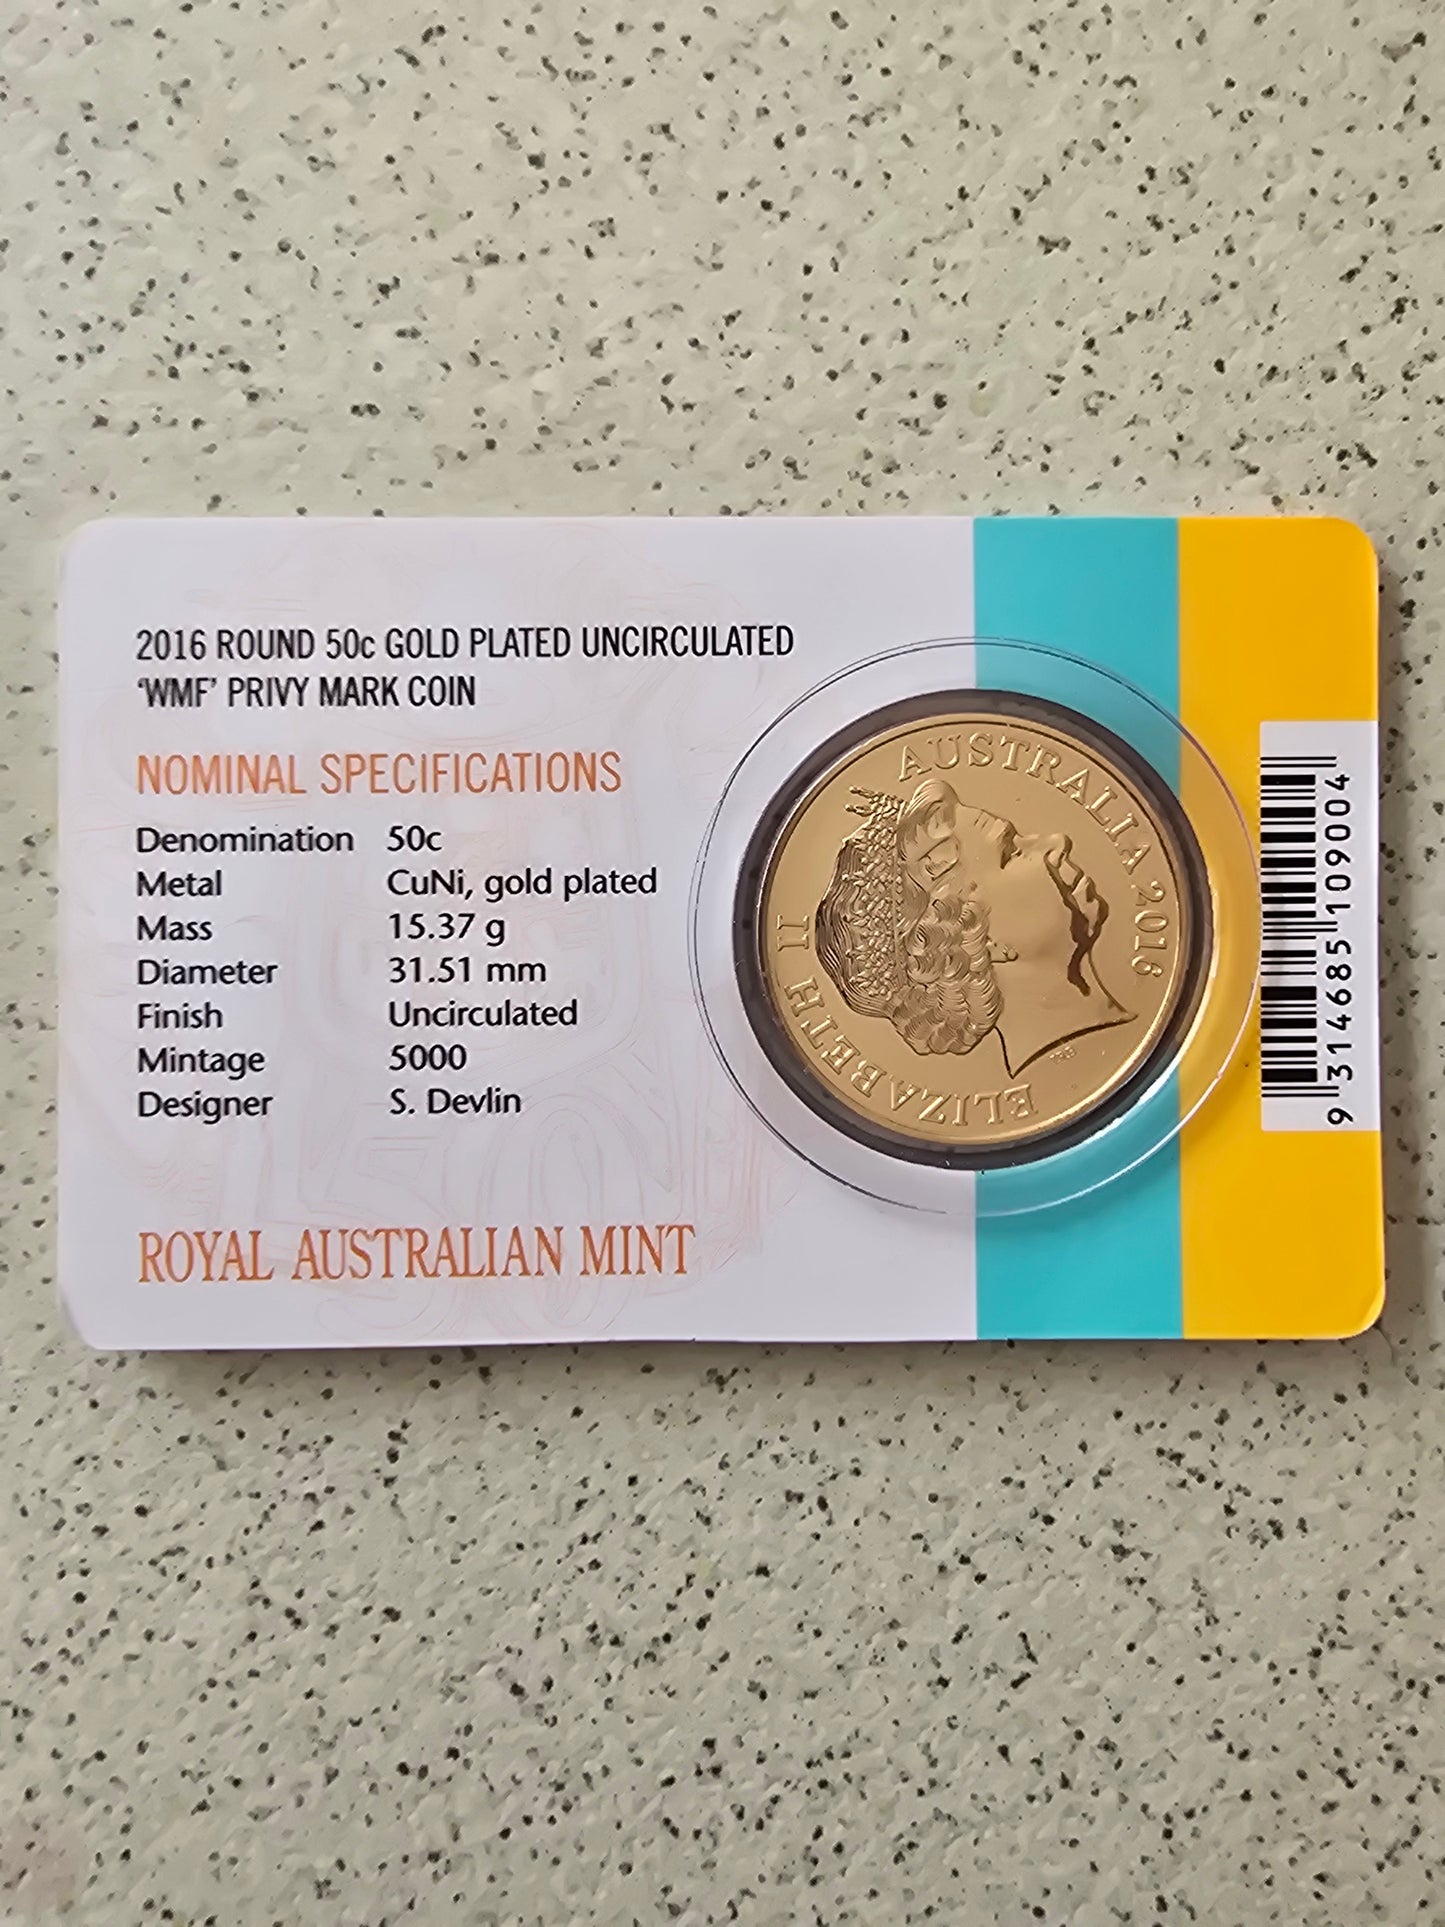 2016 ROUND 50c GOLD PLATED UNCIRCULATED
‘WMF’ PRIVY MARK COIN
NOMINAL SPECIFICATIONS
Denomination 50c
Metal CuNi, gold plated
Mass 15.37 g
Diameter 31.51 mm
Finish Uncirculated
Mintage 5000
Designer S. Devlin
ROYAL AUSTRALIAN MINT
ELIZABETH II
AUSTRALIA 2016
IRB
9 314685 109004